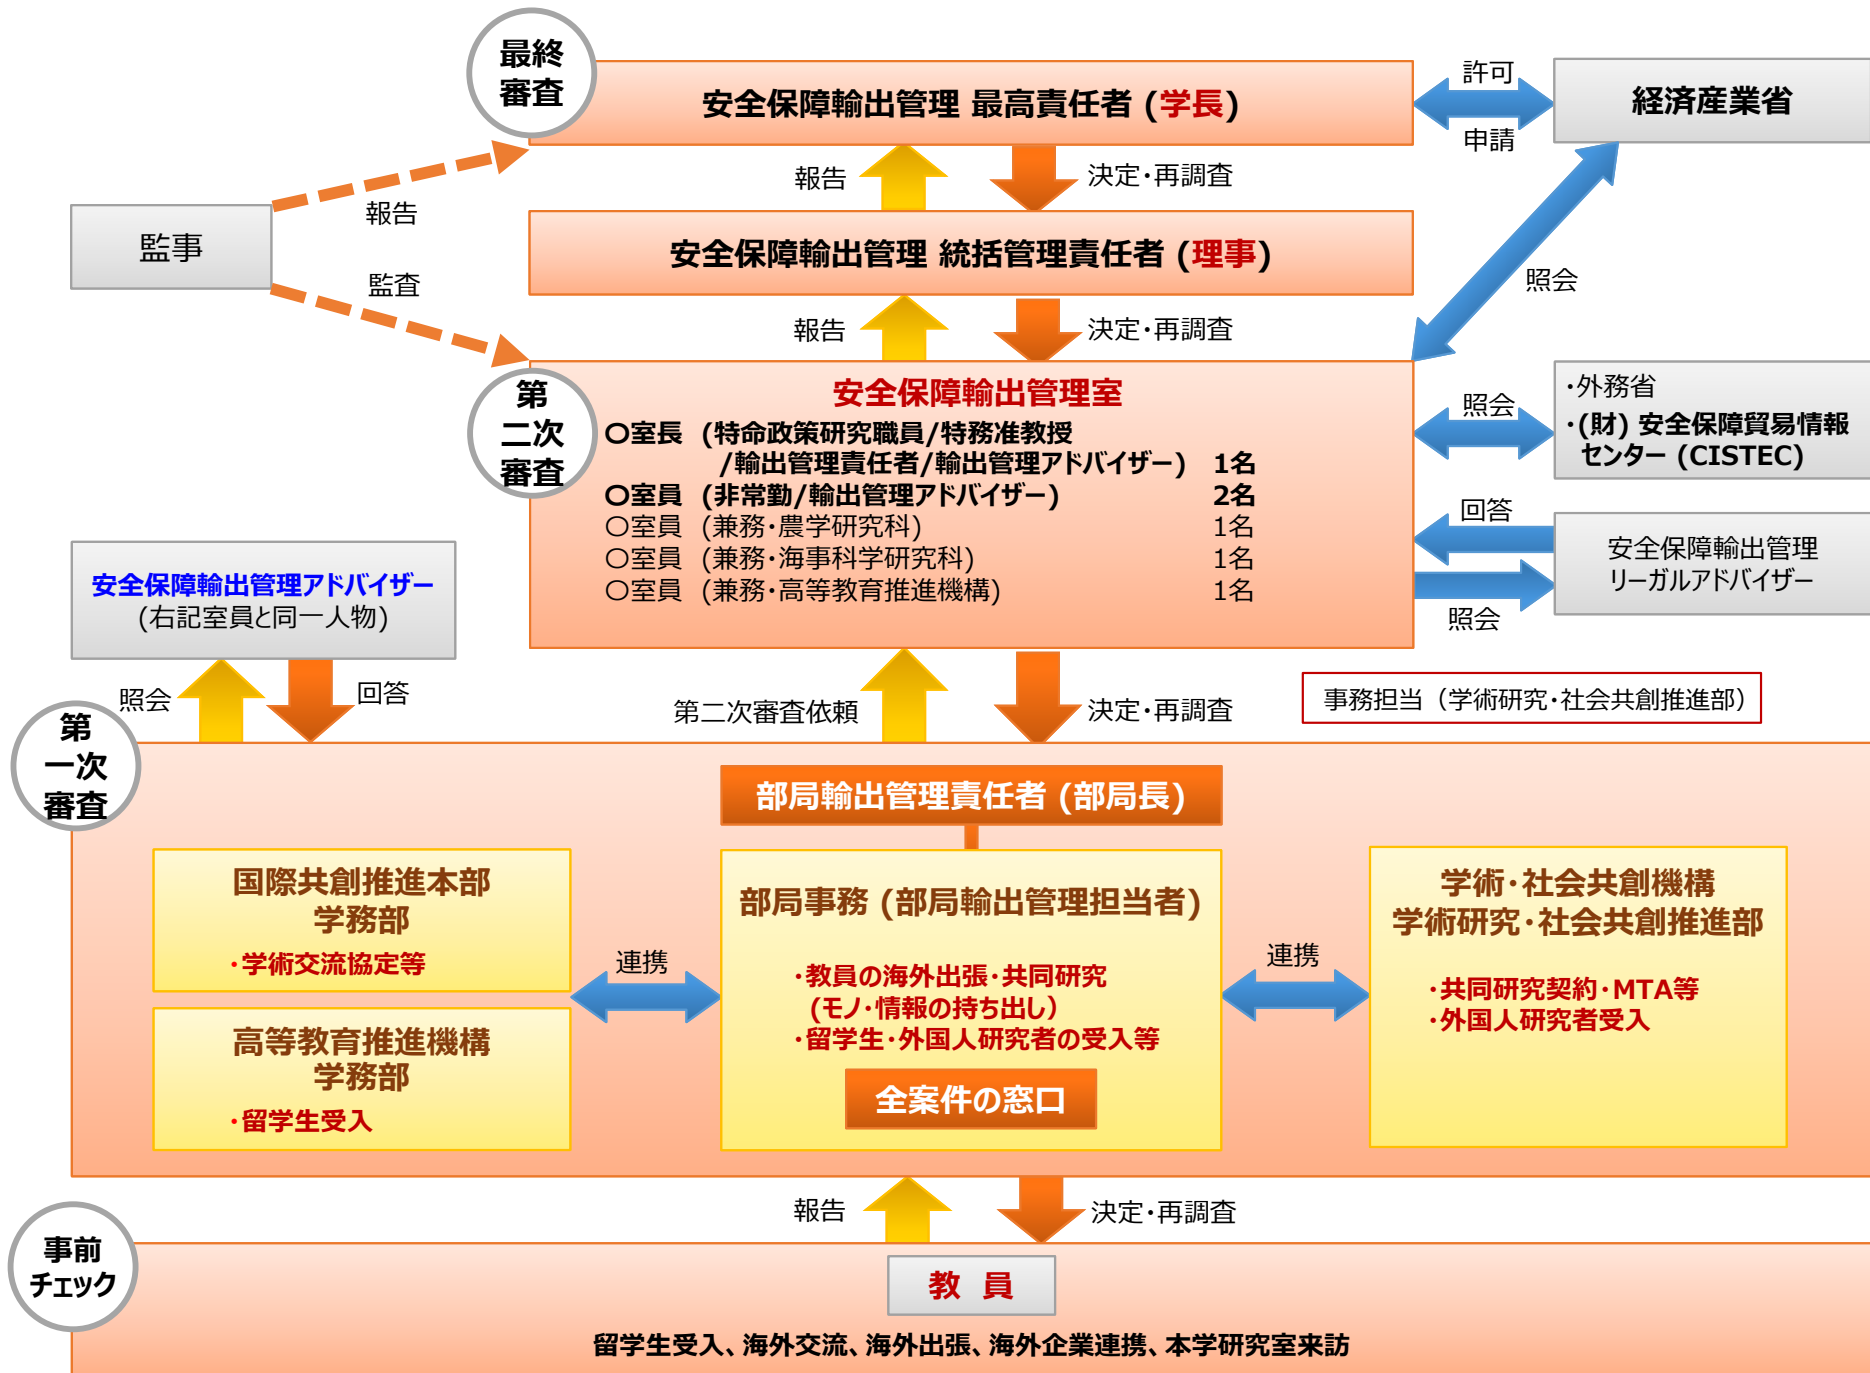 最終
審査
安全保障輸出管理 最高責任者 (学長)
許可
申請
経済産業省
報告
決定・再調査
監事
報告
監査
安全保障輸出管理 統括管理責任者 (理事)
照会
報告
決定・再調査
第
二次
審査
安全保障輸出管理室
〇室長 (特命政策研究職員/特務准教授
/輸出管理責任者/輸出管理アドバイザー) 1名
〇室員 (非常勤/輸出管理アドバイザー) 2名
〇室員 (兼務・農学研究科) 1名
〇室員 (兼務・海事科学研究科) 1名
〇室員 (兼務・高等教育推進機構) 1名
照会
・外務省
・(財) 安全保障貿易情報
センター (CISTEC)
回答
照会
安全保障輸出管理
リーガルアドバイザー
安全保障輸出管理アドバイザー
(右記室員と同一人物)
照会
回答
第二次審査依頼
決定・再調査
事務担当（学術研究・社会共創推進部）
第
一次
審査
部局輸出管理責任者 (部局長)
国際共創推進本部
学務部
・学術交流協定等
高等教育推進機構
学務部
・留学生受入
連携
部局事務 (部局輸出管理担当者)
・教員の海外出張・共同研究
(モノ・情報の持ち出し）
・留学生・外国人研究者の受入等
全案件の窓口
連携
学術・社会共創機構
学術研究・社会共創推進部
・共同研究契約・MTA等
・外国人研究者受入
報告
決定・再調査
事前
チェック
教 員
留学生受入、海外交流、海外出張、海外企業連携、本学研究室来訪